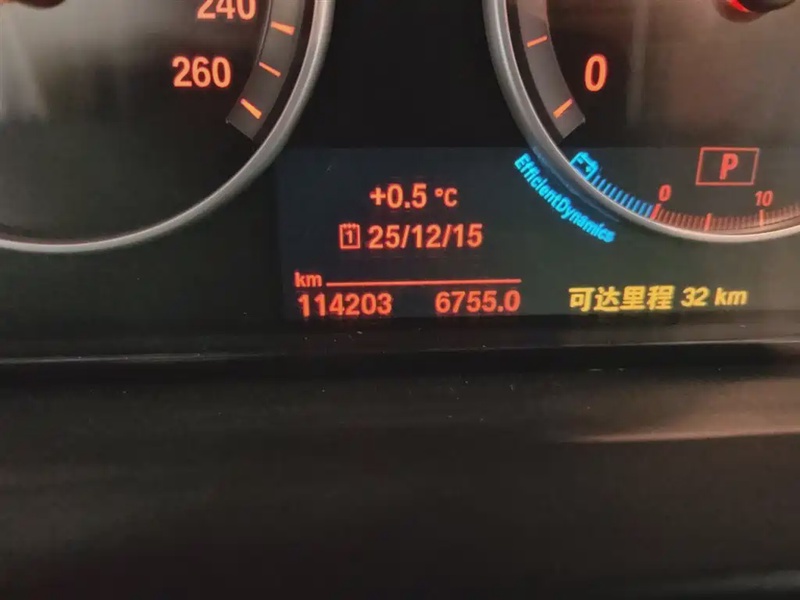 240
260
0
P
0
10
EfficientDynamics
+0.5 °C
1 25/12/15
km
114203 6755.0
可达里程 32 km